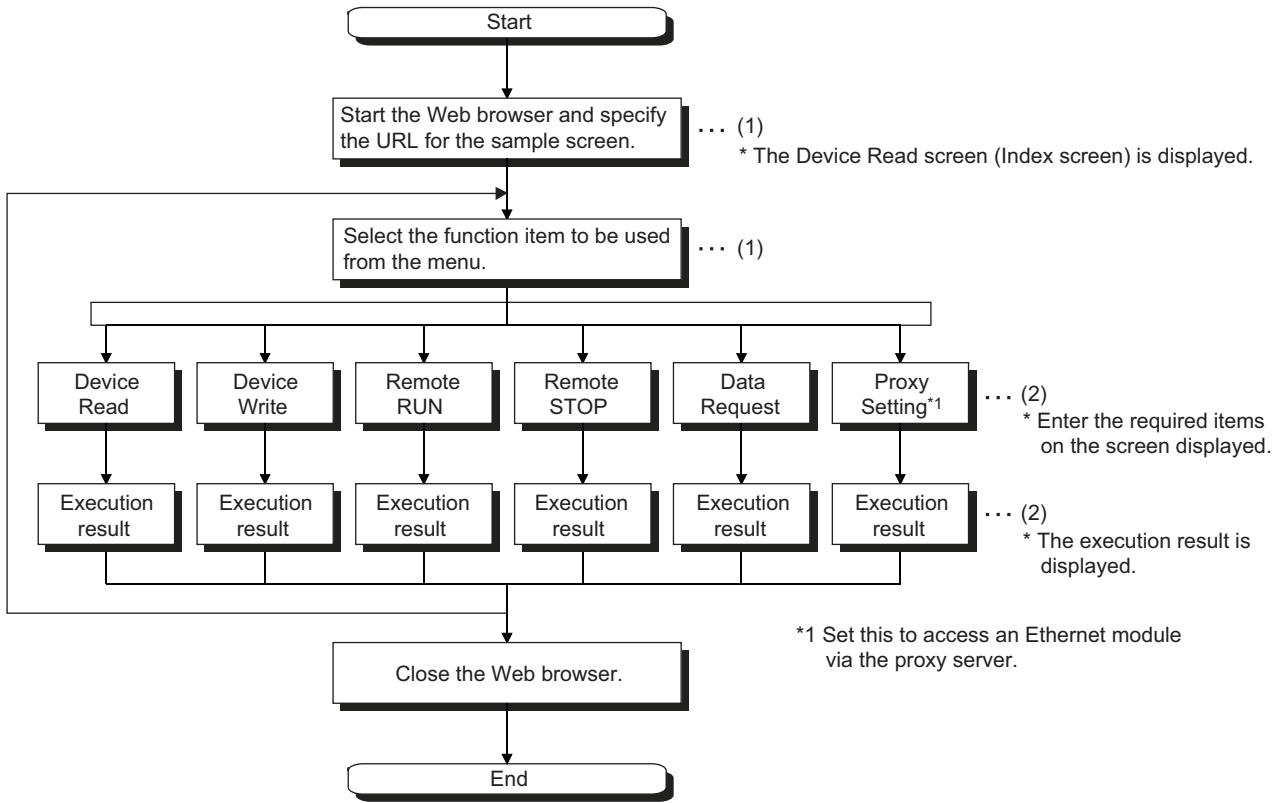 Start
Start the Web browser and specify
the URL for the sample screen.
··· (1)
* The Device Read screen (Index screen) is displayed.
Select the function item to be used
from the menu.
··· (1)
Device
Read
Device
Write
Remote
RUN
Remote
STOP
Data
Request
Proxy
Setting*1
··· (2)
* Enter the required items
on the screen displayed.
Execution
result
Execution
result
Execution
result
Execution
result
Execution
result
Execution
result
··· (2)
* The execution result is
displayed.
*1 Set this to access an Ethernet module
via the proxy server.
Close the Web browser.
End